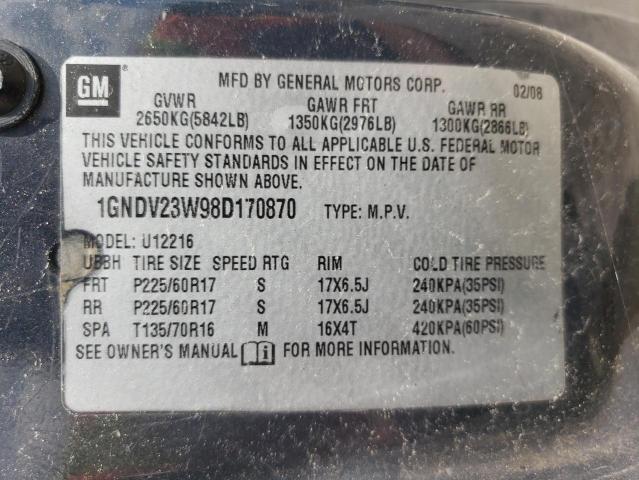 GM
MFD BY GENERAL MOTORS CORP. 02/08
GVWR GAWR FRT GAWR RR
2650KG(5842LB) 1350KG(2976LB) 1300KG(2866LB)
THIS VEHICLE CONFORMS TO ALL APPLICABLE U.S. FEDERAL MOTOR
VEHICLE SAFETY STANDARDS IN EFFECT ON THE DATE OF
MANUFACTURE SHOWN ABOVE.
1GNDV23W98D170870 TYPE: M.P.V.
MODEL: U12216
UBBH TIRE SIZE SPEED RTG RIM COLD TIRE PRESSURE
FRT P225/60R17 S 17X6.5J 240KPA(35PSI)
RR P225/60R17 S 17X6.5J 240KPA(35PSI)
SPA T135/70R16 M 16X4T 420KPA(60PSI)
SEE OWNER'S MANUAL FOR MORE INFORMATION.